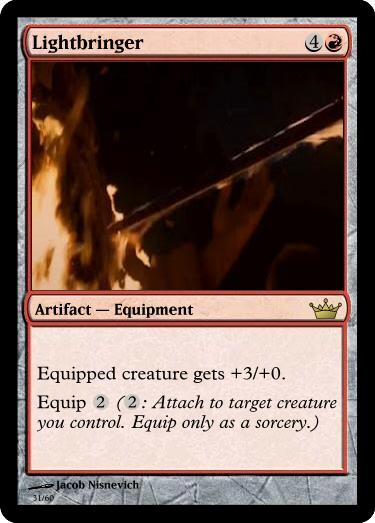 Lightbringer 4
Artifact — Equipment
Equipped creature gets +3/+0.
Equip 2 (2: Attach to target creature
you control. Equip only as a sorcery.)
Jacob Nisnevich
31/60